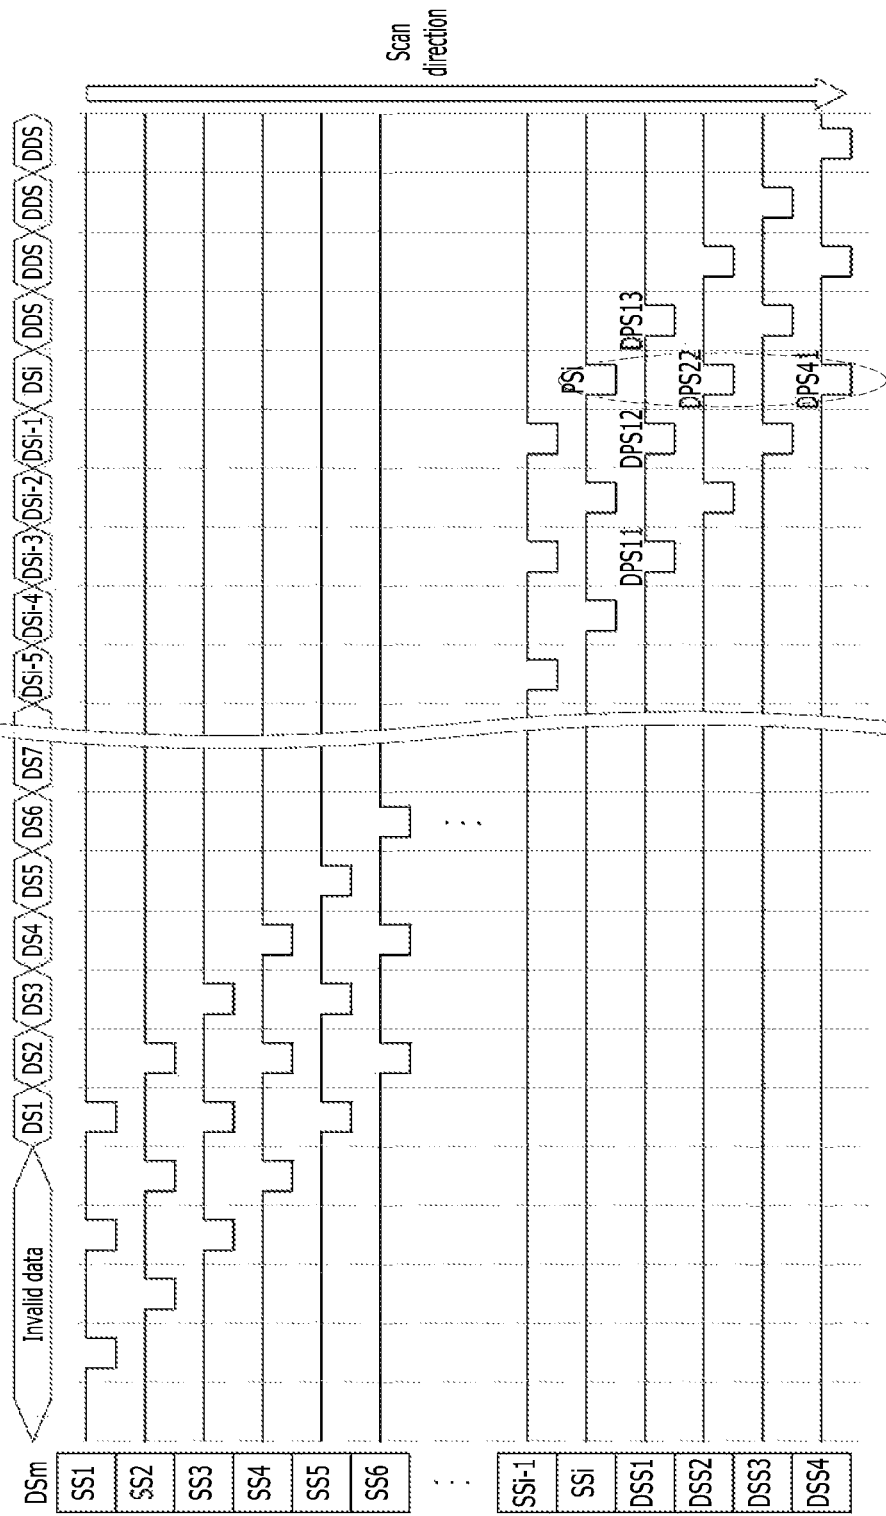 DSm
Invalid data
DS1
DS2
DS3
DS4
DS5
DS6
DS7
DSi-5
DSi-4
DSi-3
DSi-2
DSi-1
DSi
DDS
DDS
DDS
DDS
SS1
SS2
SS3
SS4
SS5
SS6
. . .
. . .
SSi-1
SSi
PSi
DSS1
DPS11
DPS12
DPS13
DSS2
DPS22
DSS3
DSS4
DPS41
Scan
direction